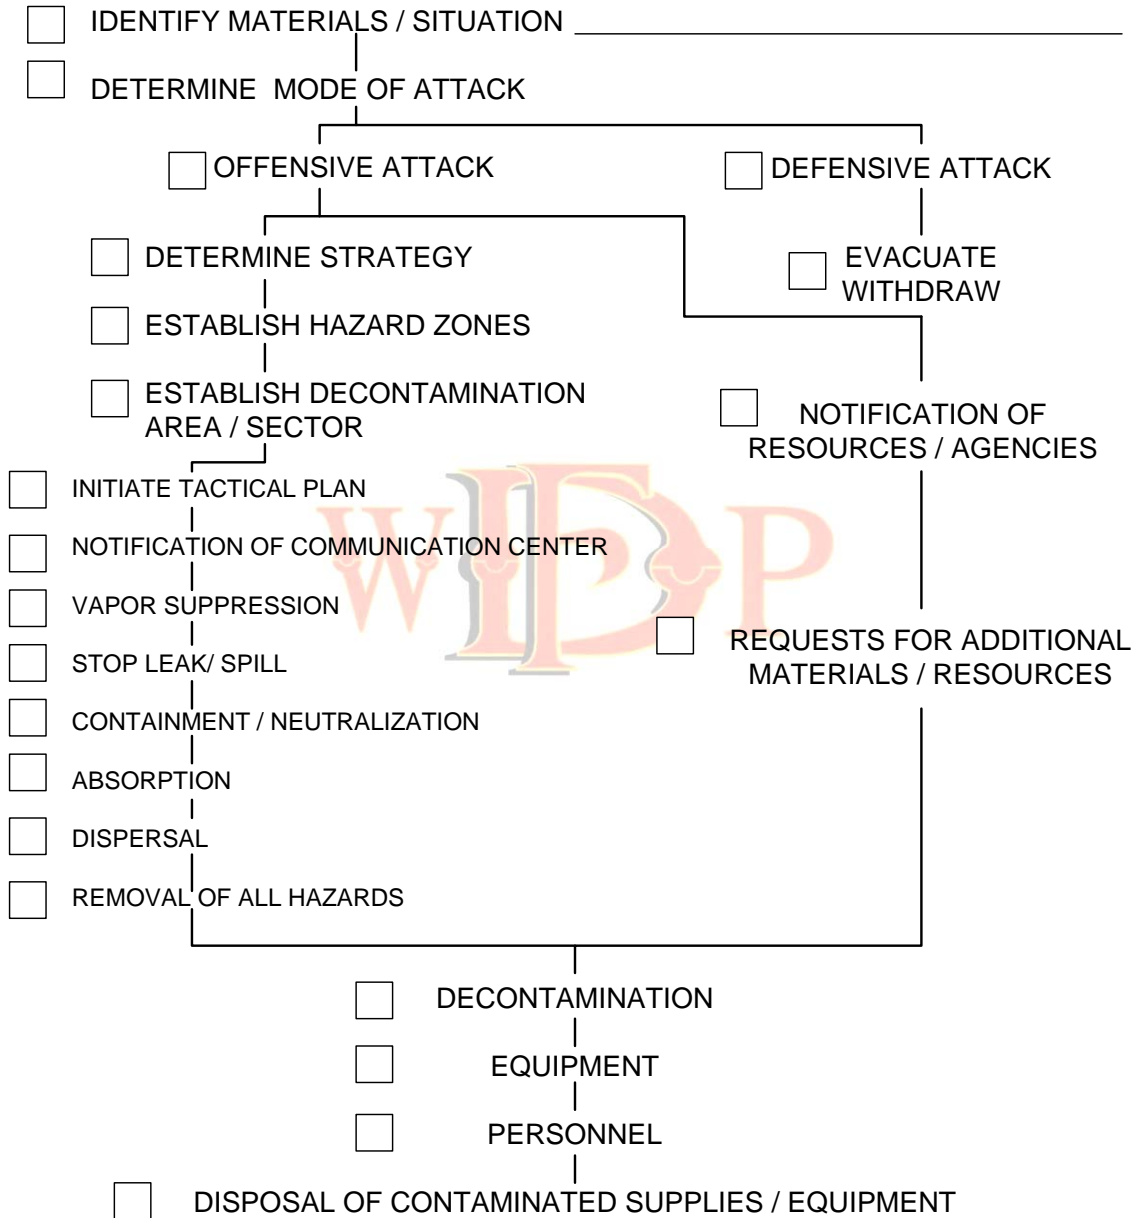 IDENTIFY MATERIALS / SITUATION
DETERMINE MODE OF ATTACK
OFFENSIVE ATTACK
DEFENSIVE ATTACK
DETERMINE STRATEGY
EVACUATE
WITHDRAW
ESTABLISH HAZARD ZONES
ESTABLISH DECONTAMINATION
AREA / SECTOR
NOTIFICATION OF
RESOURCES / AGENCIES
INITIATE TACTICAL PLAN
NOTIFICATION OF COMMUNICATION CENTER
VAPOR SUPPRESSION
STOP LEAK/ SPILL
REQUESTS FOR ADDITIONAL
MATERIALS / RESOURCES
CONTAINMENT / NEUTRALIZATION
ABSORPTION
DISPERSAL
REMOVAL OF ALL HAZARDS
WFDP
DECONTAMINATION
EQUIPMENT
PERSONNEL
DISPOSAL OF CONTAMINATED SUPPLIES / EQUIPMENT